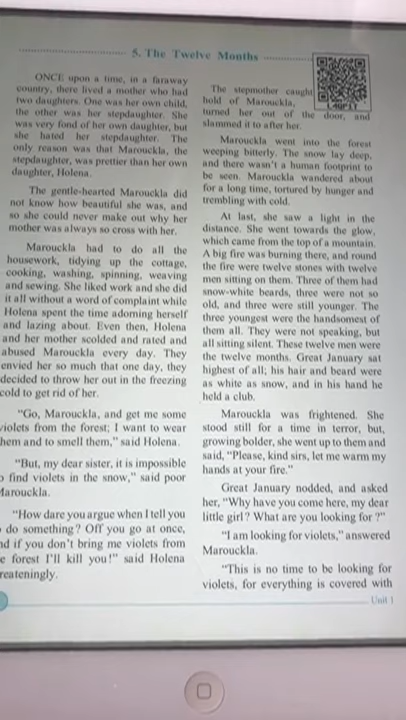 5. The Twelve Months
ONCE upon a time, in a faraway
country, there lived a mother who had
two daughters. One was her own child,
the other was her stepdaughter. She
was very fond of her own daughter, but
she hated her stepdaughter. The
only reason was that Marouckla, the
stepdaughter, was prettier than her own
daughter, Holena.
The gentle-hearted Marouckla did
not know how beautiful she was, and
so she could never make out why her
mother was always so cross with her.
Marouckla had to do all the
housework, tidying up the cottage,
cooking, washing, spinning, weaving
and sewing. She liked work and she did
it all without a word of complaint while
Holena spent the time adorning herself
and lazing about. Even then, Holena
and her mother scolded and rated and
abused Marouckla every day. They
envied her so much that one day, they
decided to throw her out in the freezing
cold to get rid of her.
"Go, Marouckla, and get some
violets from the forest; I want to wear
hem and to smell them," said Holena.
"But, my dear sister, it is impossible
o find violets in the snow," said poor
Marouckla.
"How dare you argue when I tell you
o do something? Off you go at once,
nd if you don't bring me violets from
e forest I'll kill you!" said Holena
reateningly.
L4QP1T
The stepmother caught
hold of Marouckla,
turned her out of the door, and
slammed it to after her.
Marouckla went into the forest
weeping bitterly. The snow lay deep,
and there wasn't a human footprint to
be seen. Marouckla wandered about
for a long time, tortured by hunger and
trembling with cold.
At last, she saw a light in the
distance. She went towards the glow,
which came from the top of a mountain.
A big fire was burning there, and round
the fire were twelve stones with twelve
men sitting on them. Three of them had
snow-white beards, three were not so
old, and three were still younger. The
three youngest were the handsomest of
them all. They were not speaking, but
all sitting silent. These twelve men were
the twelve months. Great January sat
highest of all; his hair and beard were
as white as snow, and in his hand he
held a club.
Marouckla was frightened. She
stood still for a time in terror, but,
growing bolder, she went up to them and
said, "Please, kind sirs, let me warm my
hands at your fire."
Great January nodded, and asked
her, "Why have you come here, my dear
little girl? What are you looking for ?"
"I am looking for violets," answered
Marouckla.
"This is no time to be looking for
violets, for everything is covered with
Unit 1